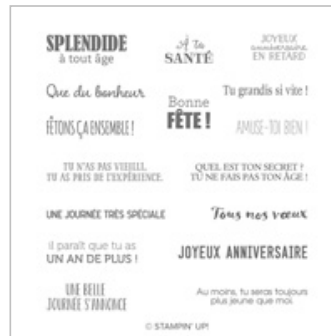 SPLENDIDE
à tout âge
À ta
SANTÉ
JOYEUX
anniversaire
EN RETARD
Que du bonheur
Bonne
FÊTE !
Tu grandis si vite !
FÊTONS ÇA ENSEMBLE !
AMUSE-TOI BIEN !
TU N'AS PAS VIEILLI,
TU AS PRIS DE L'EXPÉRIENCE.
QUEL EST TON SECRET ?
TU NE FAIS PAS TON ÂGE !
UNE JOURNÉE TRÈS SPÉCIALE
Tous nos vœux
il paraît que tu as
UN AN DE PLUS !
JOYEUX ANNIVERSAIRE
UNE BELLE
JOURNÉE S'ANNONCE
Au moins, tu seras toujours
plus jeune que moi.
© STAMPIN' UP!